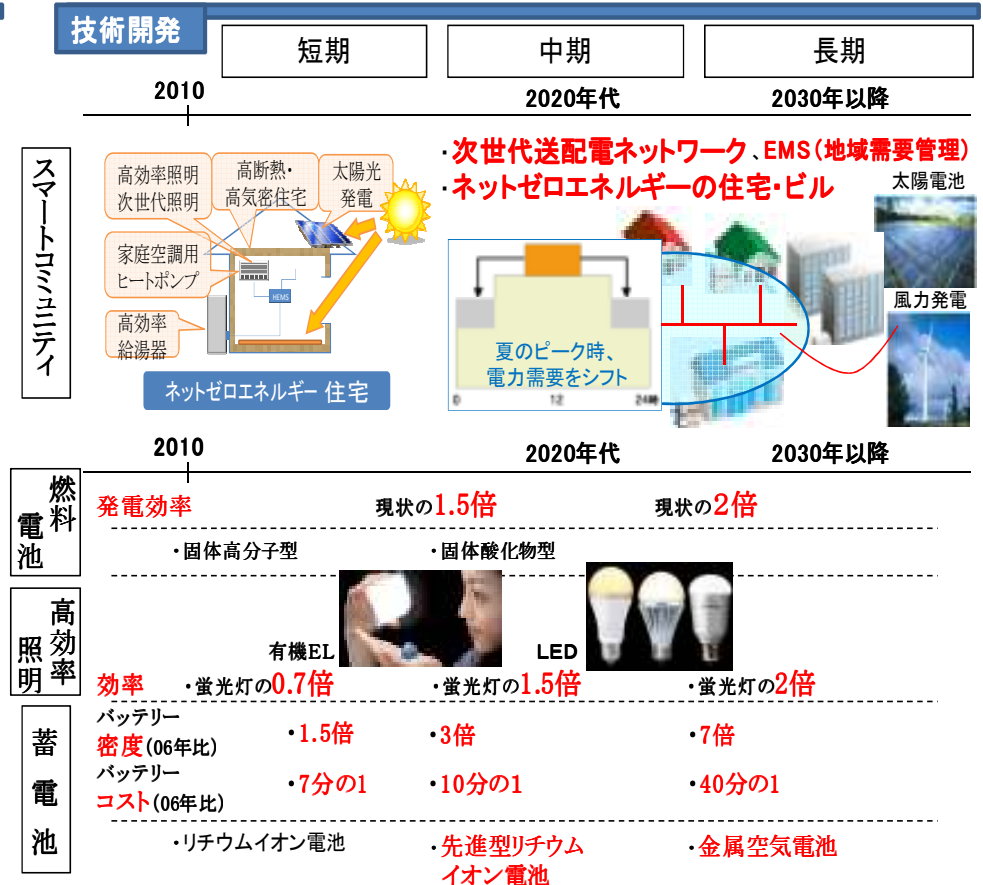 技術開発
短期
中期
長期
2010
2020年代
2030年以降
スマートコミュニティ
高効率照明
次世代照明
高断熱・
高気密住宅
太陽光
発電
家庭空調用
ヒートポンプ
HEMS
高効率
給湯器
ネットゼロエネルギー 住宅
・次世代送配電ネットワーク、EMS(地域需要管理)
・ネットゼロエネルギーの住宅・ビル
太陽電池
風力発電
夏のピーク時、
電力需要をシフト
0 12 24時
2010
2020年代
2030年以降
燃料
電池
発電効率
現状の1.5倍
現状の2倍
・固体高分子型
・固体酸化物型
高効率
照明
有機EL
LED
効率
・蛍光灯の0.7倍
・蛍光灯の1.5倍
・蛍光灯の2倍
蓄電池
バッテリー
密度(06年比)
・1.5倍
・3倍
・7倍
バッテリー
コスト(06年比)
・7分の1
・10分の1
・40分の1
・リチウムイオン電池
・先進型リチウム
イオン電池
・金属空気電池